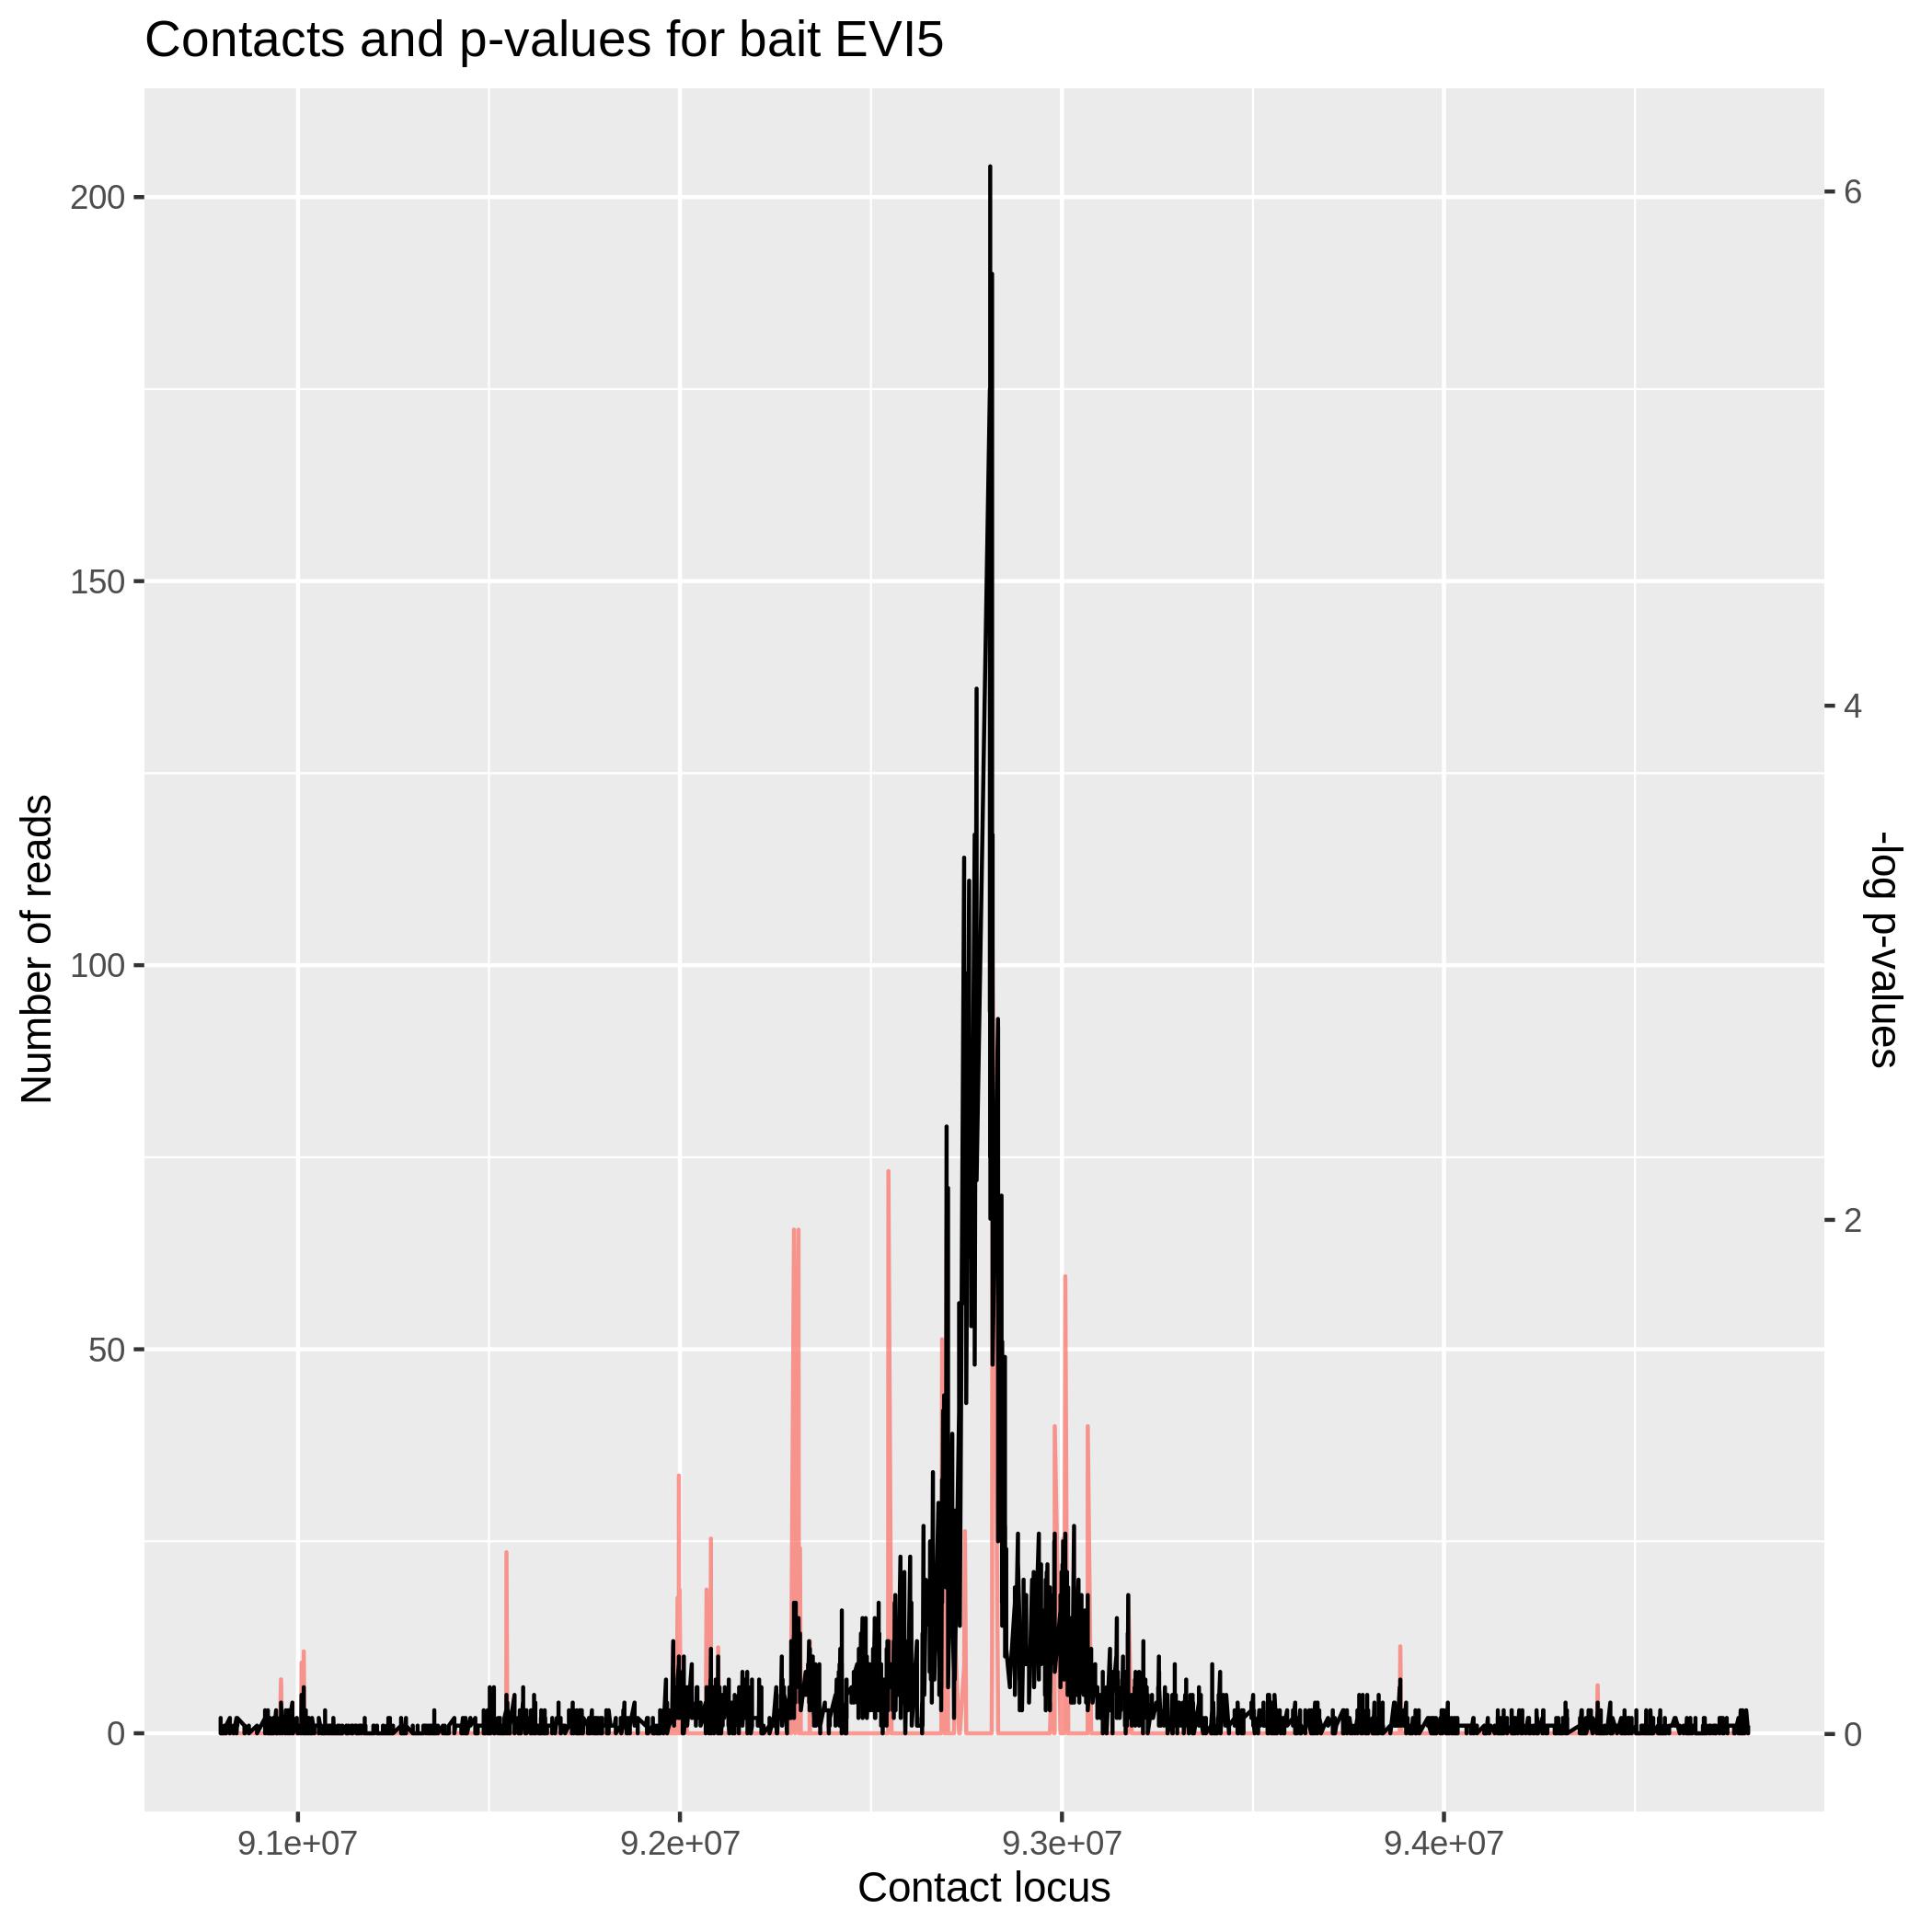 Contacts and p-values for bait EVI5
200
150
100
50
0
6
4
2
0
Number of reads
-log p-values
9.1e+07 9.2e+07 9.3e+07 9.4e+07
Contact locus